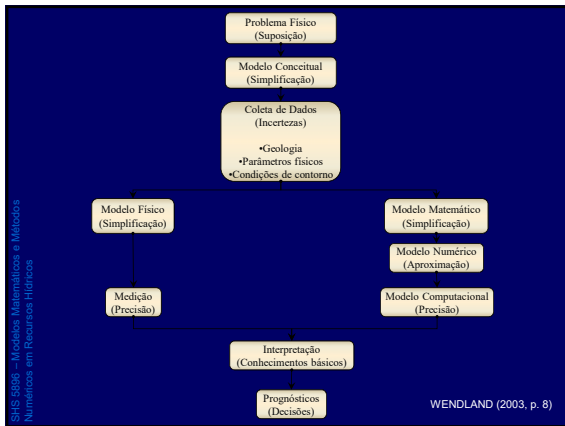 Problema Físico
(Suposição)
Modelo Conceitual
(Simplificação)
Coleta de Dados
(Incertezas)
•Geologia
•Parâmetros físicos
•Condições de contorno
Modelo Físico
(Simplificação)
Modelo Matemático
(Simplificação)
Modelo Numérico
(Aproximação)
Medição
(Precisão)
Modelo Computacional
(Precisão)
Interpretação
(Conhecimentos básicos)
Prognósticos
(Decisões)
WENDLAND (2003, p. 8)
SHS 5896 – Modelos Matemáticos e Métodos
Numéricos em Recursos Hídricos